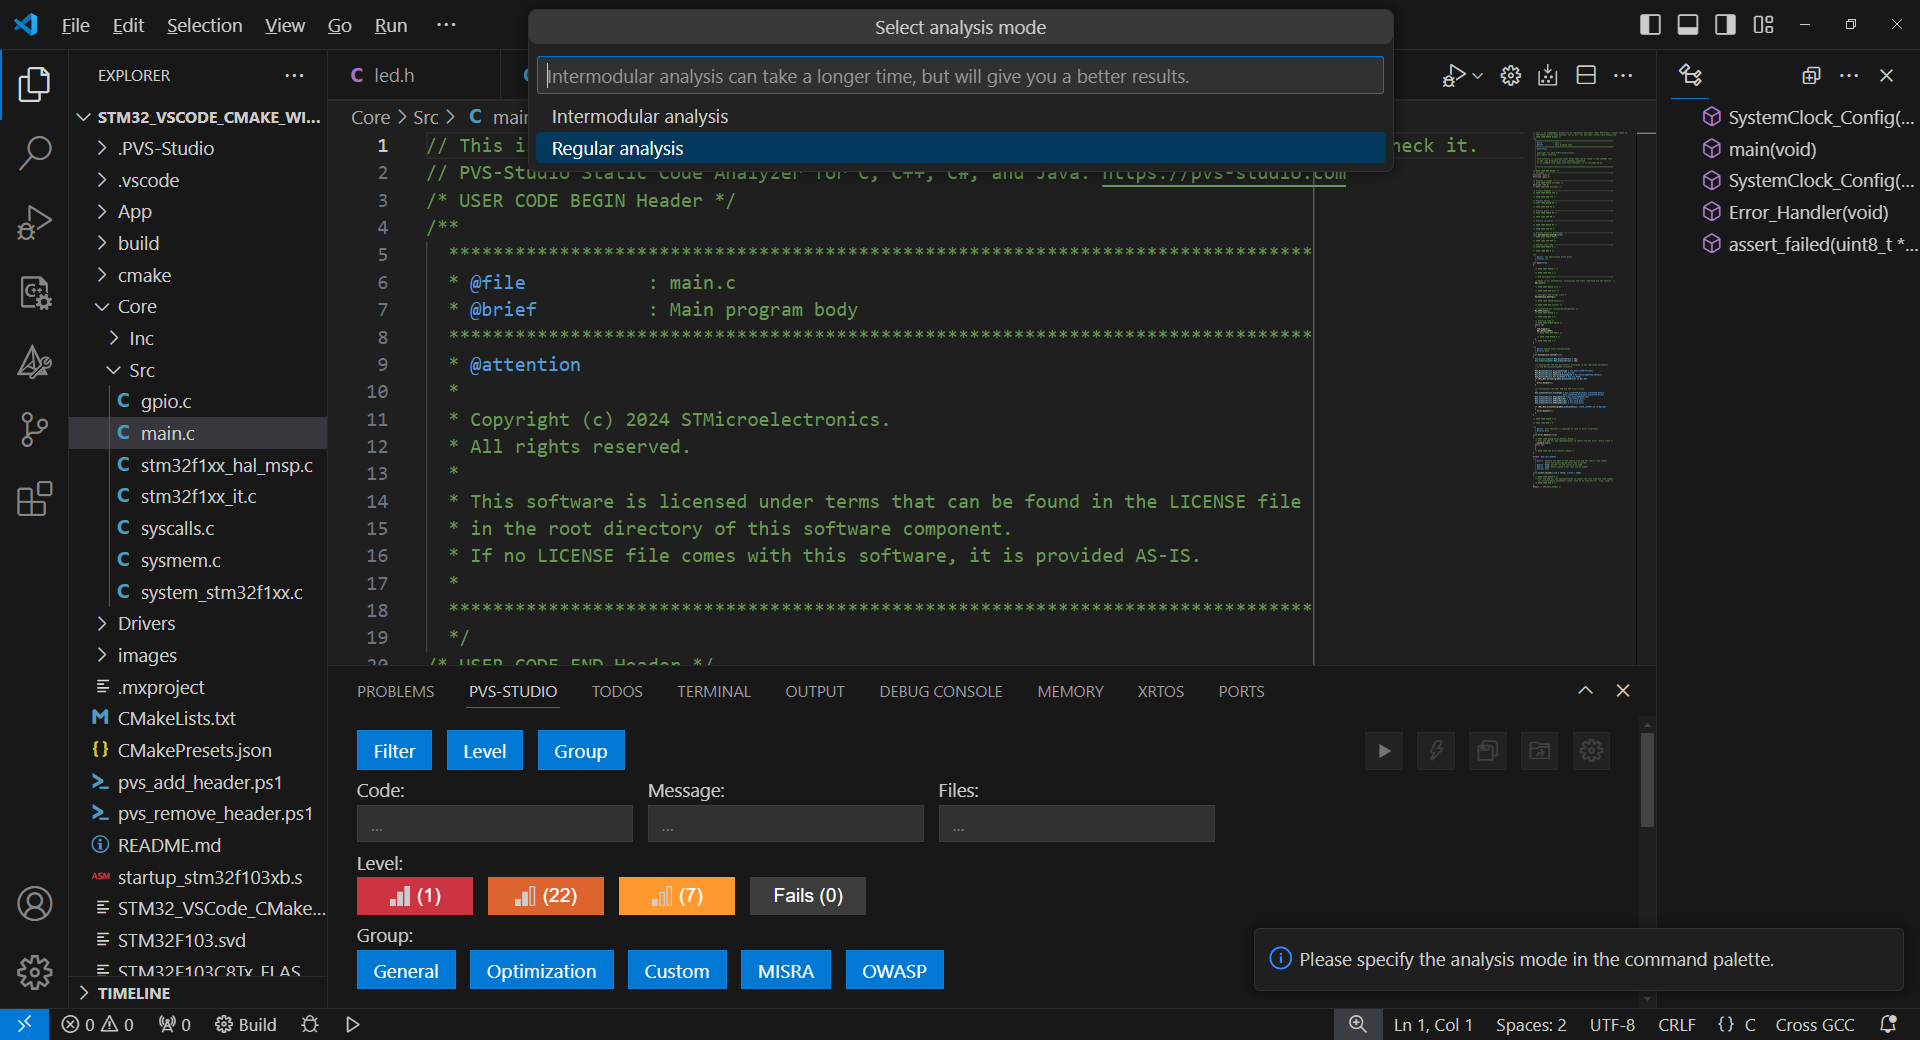 File Edit Selection View Go Run ···
Select analysis mode
Intermodular analysis can take a longer time, but will give you a better results.
Intermodular analysis
Regular analysis
EXPLORER
STM32_VSCODE_CMAKE_WI...
.PVS-Studio
.vscode
App
build
cmake
Core
Inc
Src
C gpio.c
C main.c
C stm32f1xx_hal_msp.c
C stm32f1xx_it.c
C syscalls.c
C sysmem.c
C system_stm32f1xx.c
Drivers
images
.mxproject
M CMakeLists.txt
{} CMakePresets.json
pvs_add_header.ps1
pvs_remove_header.ps1
README.md
ASM startup_stm32f103xb.s
STM32_VSCode_CMake...
STM32F103.svd
STM32F103C8Tx_FLAS
TIMELINE
C led.h
Core > Src > C main
1 // This i heck it.
2 // PVS-Studio Static Code Analyzer for C, C++, C#, and Java: https://pvs-studio.com
3 /* USER CODE BEGIN Header */
4 /**
5 ******************************************************************************
6 * @file : main.c
7 * @brief : Main program body
8 ******************************************************************************
9 * @attention
10 *
11 * Copyright (c) 2024 STMicroelectronics.
12 * All rights reserved.
13 *
14 * This software is licensed under terms that can be found in the LICENSE file
15 * in the root directory of this software component.
16 * If no LICENSE file comes with this software, it is provided AS-IS.
17 *
18 ******************************************************************************
19 */
20 /* USER CODE END Header */
SystemClock_Config(...
main(void)
SystemClock_Config(...
Error_Handler(void)
assert_failed(uint8_t *...
PROBLEMS PVS-STUDIO TODOS TERMINAL OUTPUT DEBUG CONSOLE MEMORY XRTOS PORTS
Filter Level Group
Code: Message: Files:
... ... ...
Level:
(1) (22) (7) Fails (0)
Group:
General Optimization Custom MISRA OWASP
Please specify the analysis mode in the command palette.
0 0 0 Build Ln 1, Col 1 Spaces: 2 UTF-8 CRLF {} C Cross GCC